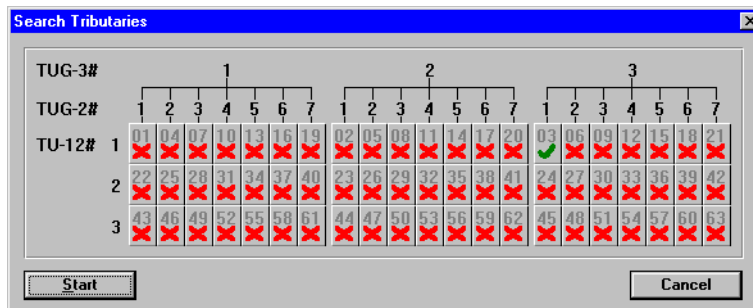 Search Tributaries
TUG-3# 1 2 3
TUG-2# 1 2 3 4 5 6 7 1 2 3 4 5 6 7 1 2 3 4 5 6 7
TU-12# 1 01 04 07 10 13 16 19 02 05 08 11 14 17 20 03 06 09 12 15 18 21
2 22 25 28 31 34 37 40 23 26 29 32 35 38 41 24 27 30 33 36 39 42
3 43 46 49 52 55 58 61 44 47 50 53 56 59 62 45 48 51 54 57 60 63
Start Cancel